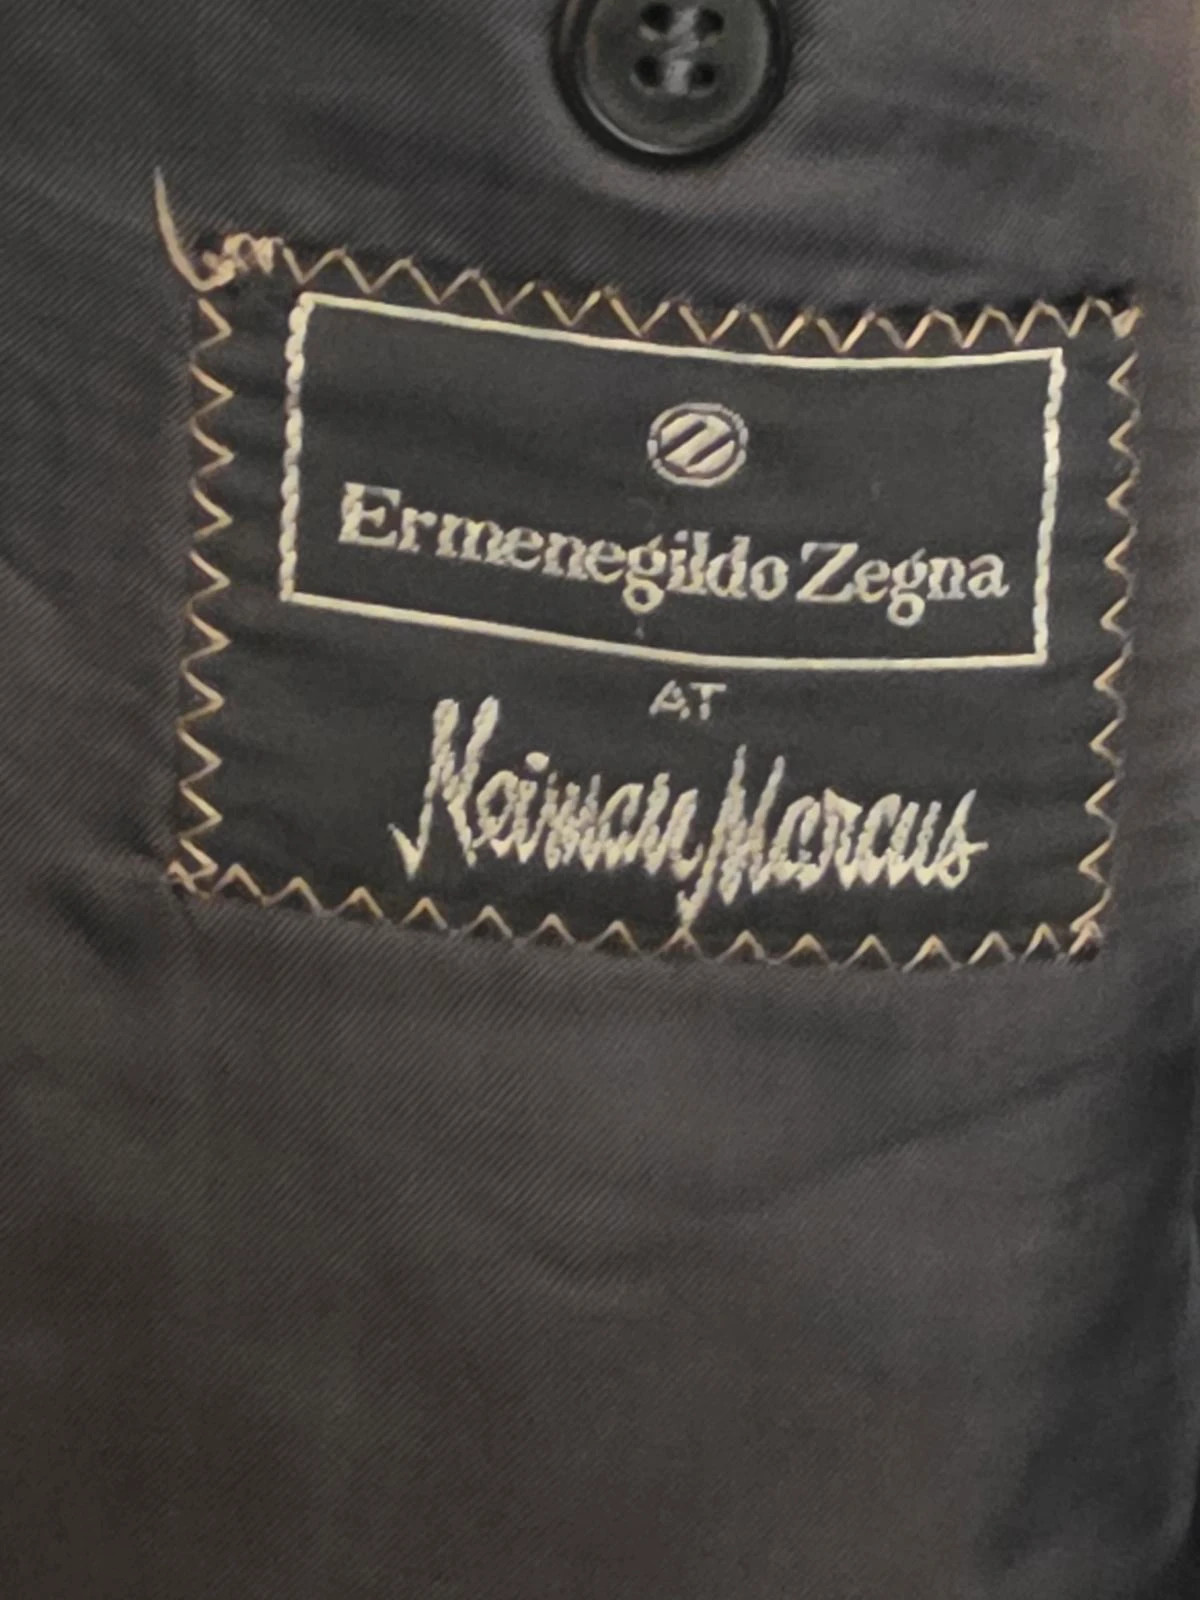 Ermenegildo Zegna
AT
Neiman Marcus